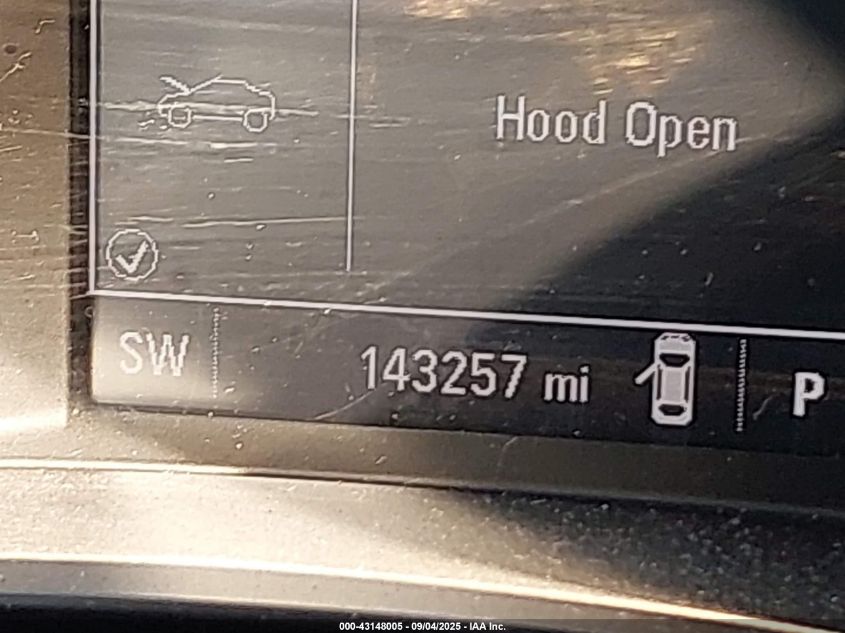 Hood Open
SW
143257 mi
P
000-43148005 - 09/04/2025 - IAA Inc.